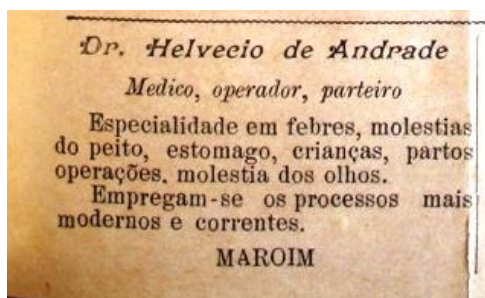 Dr. Helvecio de Andrade
Medico, operador, parteiro
Especialidade em febres, molestias
do peito, estomago, crianças, partos
operações, molestia dos olhos.
Empregam-se os processos mais
modernos e correntes.
MAROIM